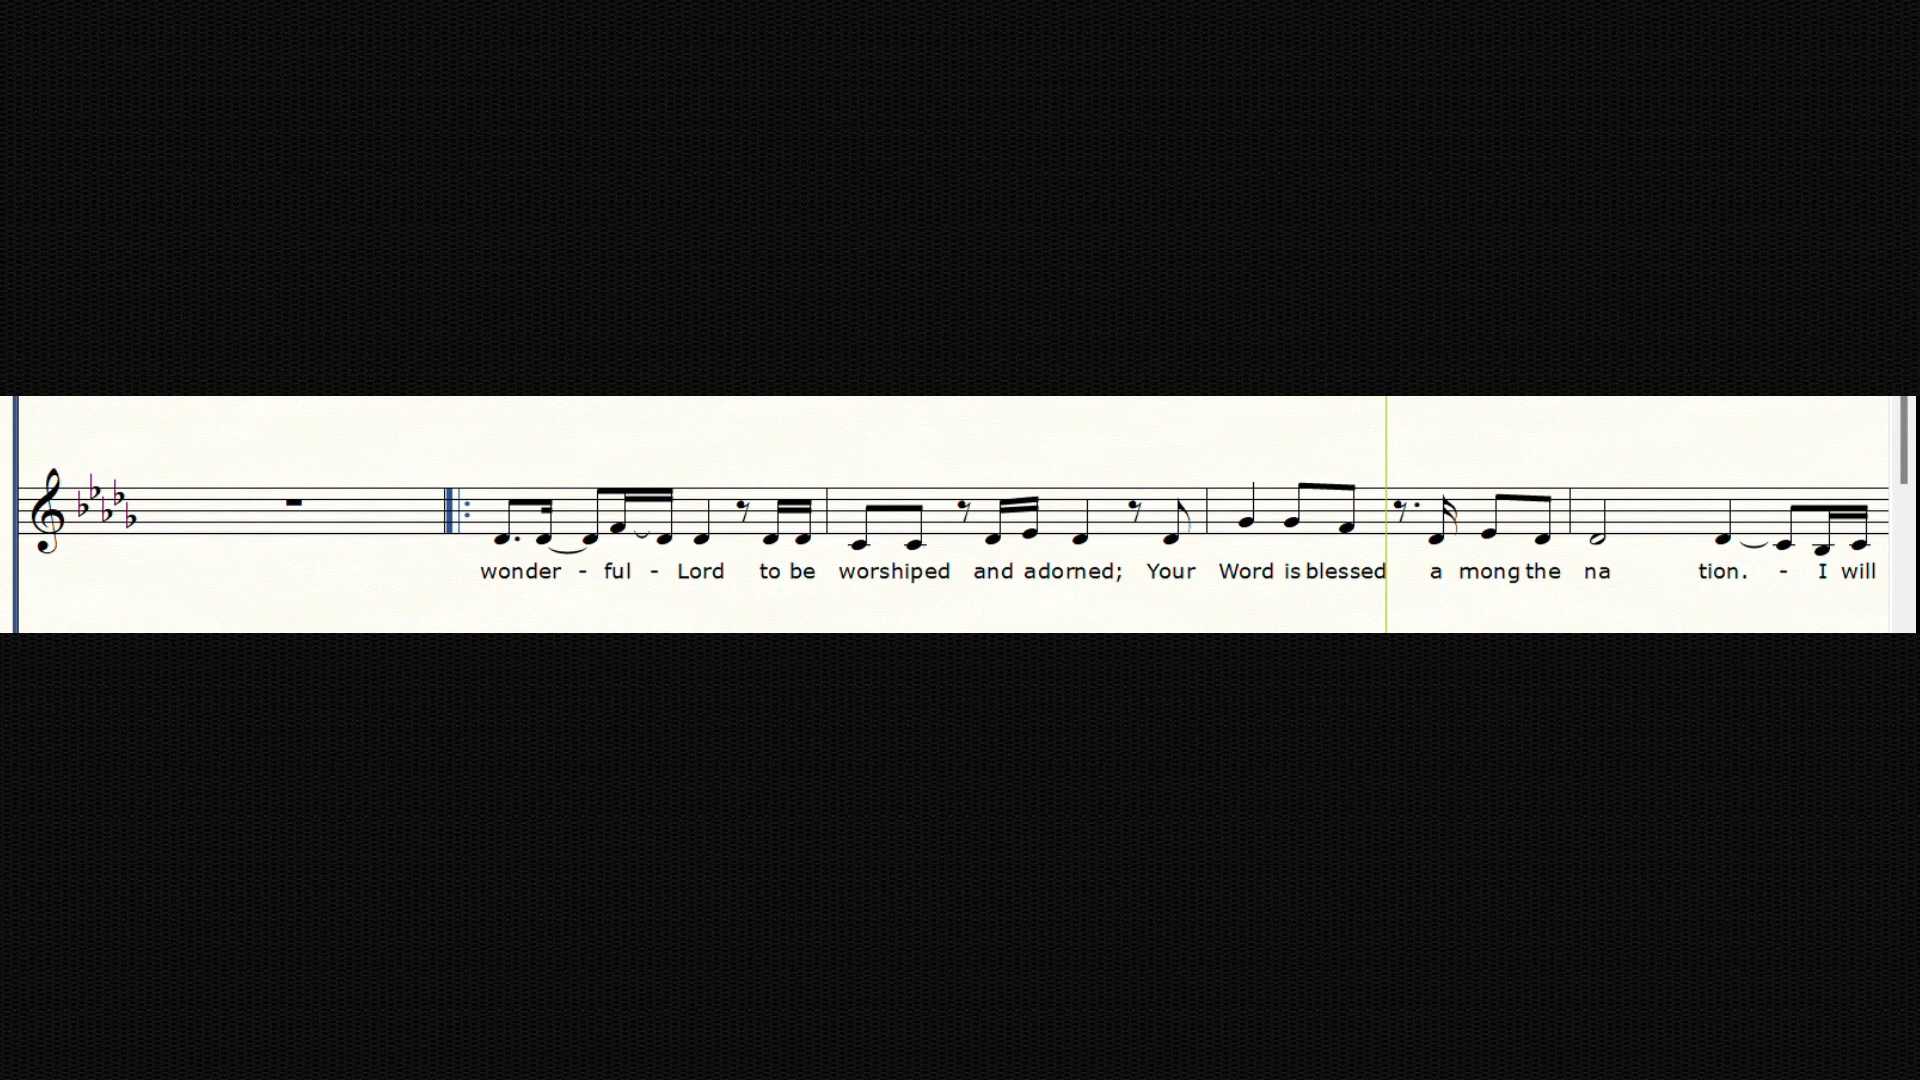 wonder - ful - Lord to be worshiped and adorned; Your Word is blessed a mong the na tion. - I will